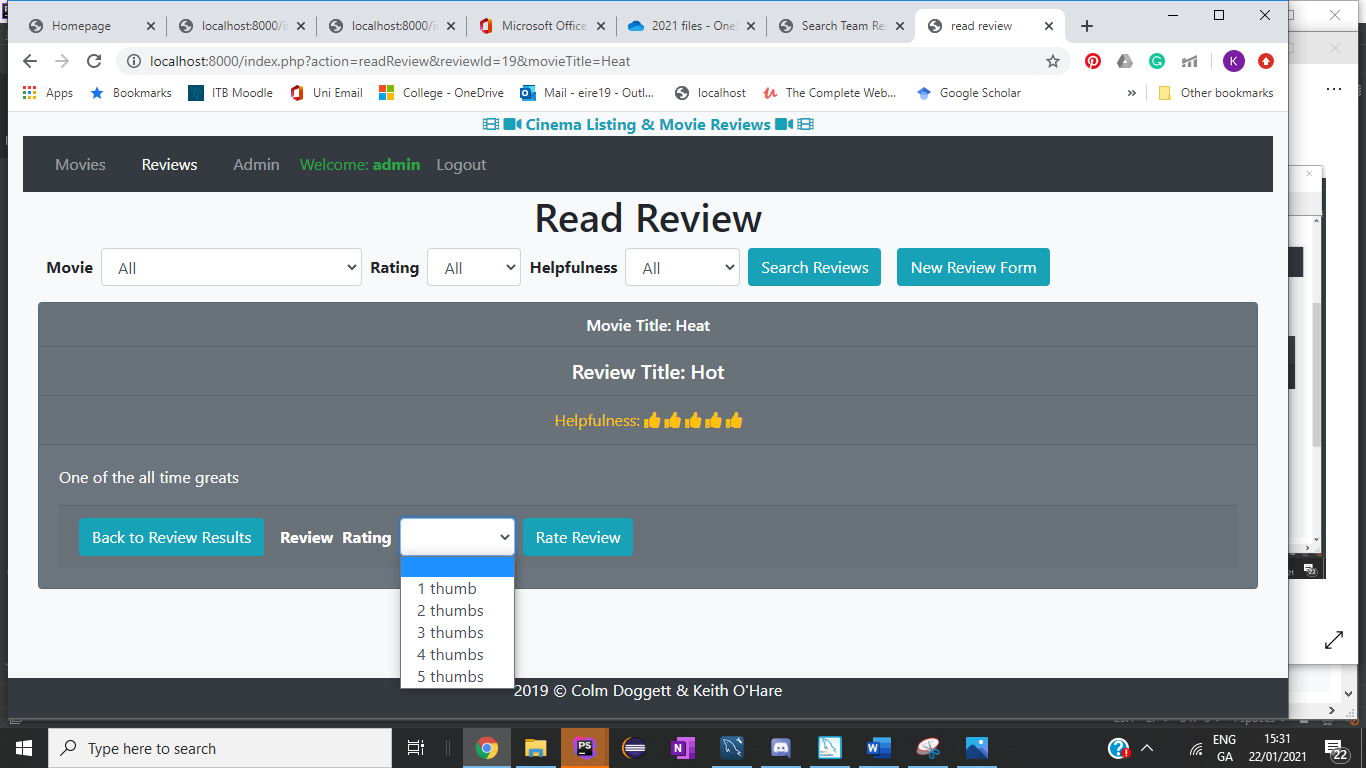 Homepage
localhost:8000/i
localhost:8000/i
Microsoft Office
2021 files - One
Search Team Re
read review
localhost:8000/index.php?action=readReview&reviewId=19&movieTitle=Heat
K
Apps
Bookmarks
ITB Moodle
Uni Email
College - OneDrive
Mail - eire19 - Outl...
localhost
The Complete Web...
Google Scholar
»
Other bookmarks
Cinema Listing & Movie Reviews
Movies Reviews Admin Welcome: admin Logout
Read Review
Movie All Rating All Helpfulness All Search Reviews New Review Form
Movie Title: Heat
Review Title: Hot
Helpfulness:
One of the all time greats
Back to Review Results Review Rating Rate Review
1 thumb
2 thumbs
3 thumbs
4 thumbs
5 thumbs
2019 © Colm Doggett & Keith O'Hare
Type here to search
PS
N
W
ENG
GA
15:31
22/01/2021
22